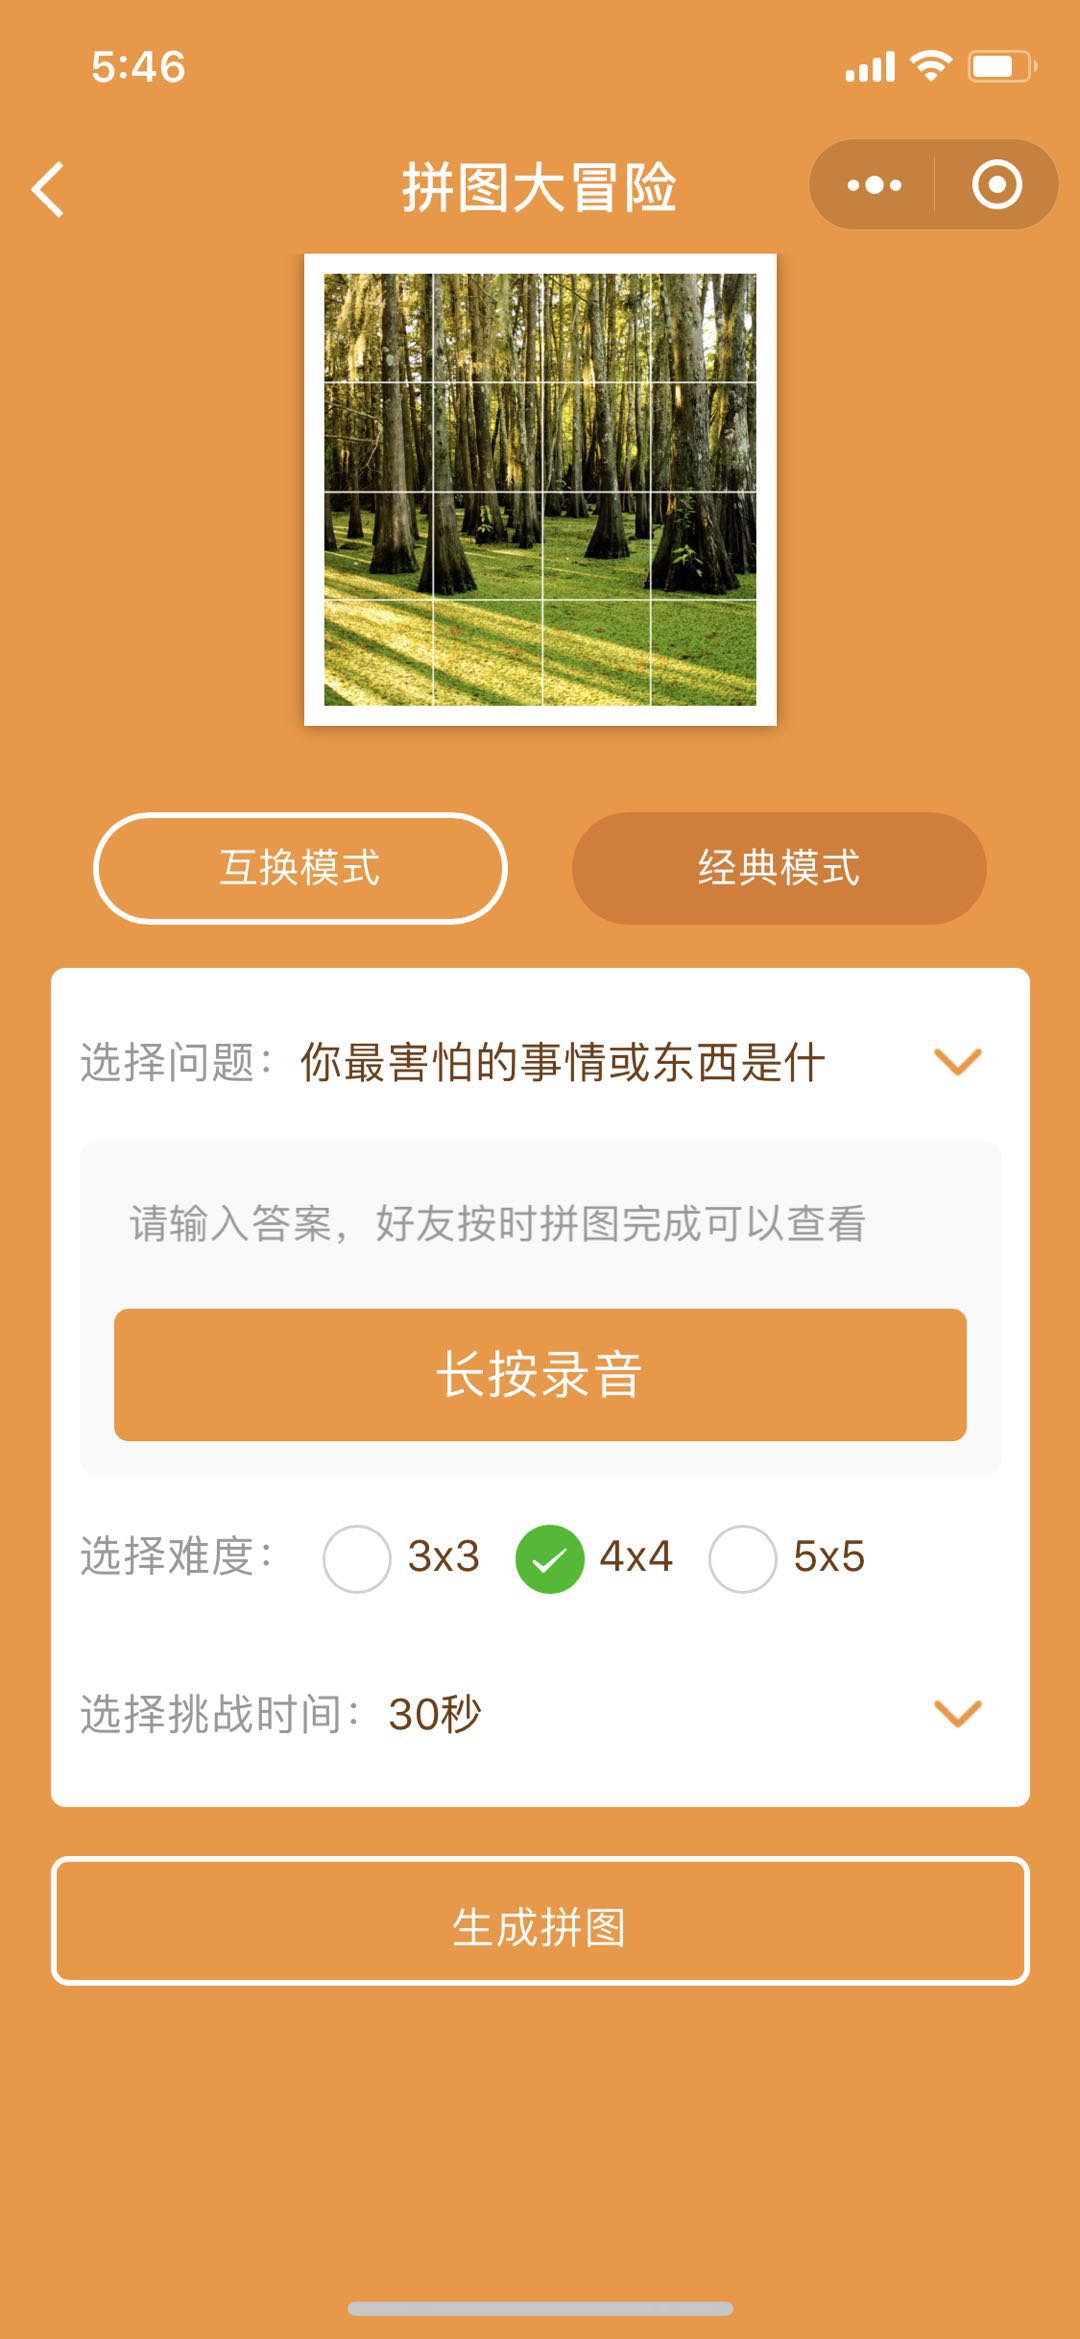 5:46
拼图大冒险
互换模式
经典模式
选择问题：你最害怕的事情或东西是什
请输入答案，好友按时拼图完成可以查看
长按录音
选择难度： 3x3 4x4 5x5
选择挑战时间：30秒
生成拼图